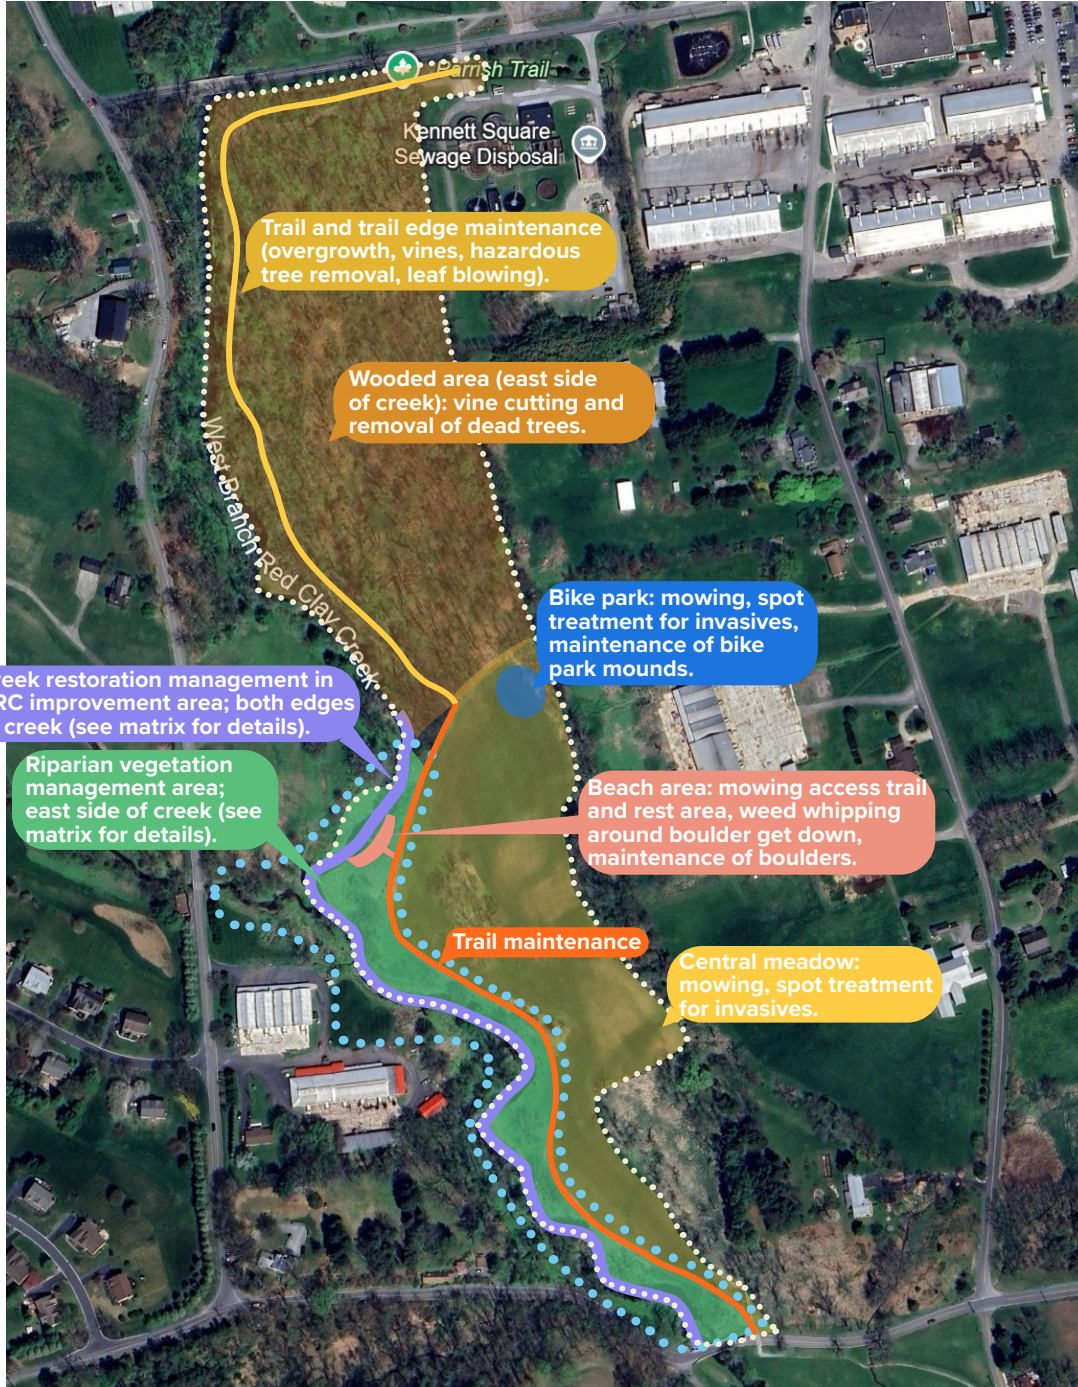 Parrish Trail
Kennett Square
Sewage Disposal
Trail and trail edge maintenance
(overgrowth, vines, hazardous
tree removal, leaf blowing).
Wooded area (east side
of creek): vine cutting and
removal of dead trees.
West Branch Red Clay Creek
Bike park: mowing, spot
treatment for invasives,
maintenance of bike
park mounds.
reek restoration management in
RC improvement area; both edges
creek (see matrix for details).
Riparian vegetation
management area;
east side of creek (see
matrix for details).
Beach area: mowing access trail
and rest area, weed whipping
around boulder get down,
maintenance of boulders.
Trail maintenance
Central meadow:
mowing, spot treatment
for invasives.